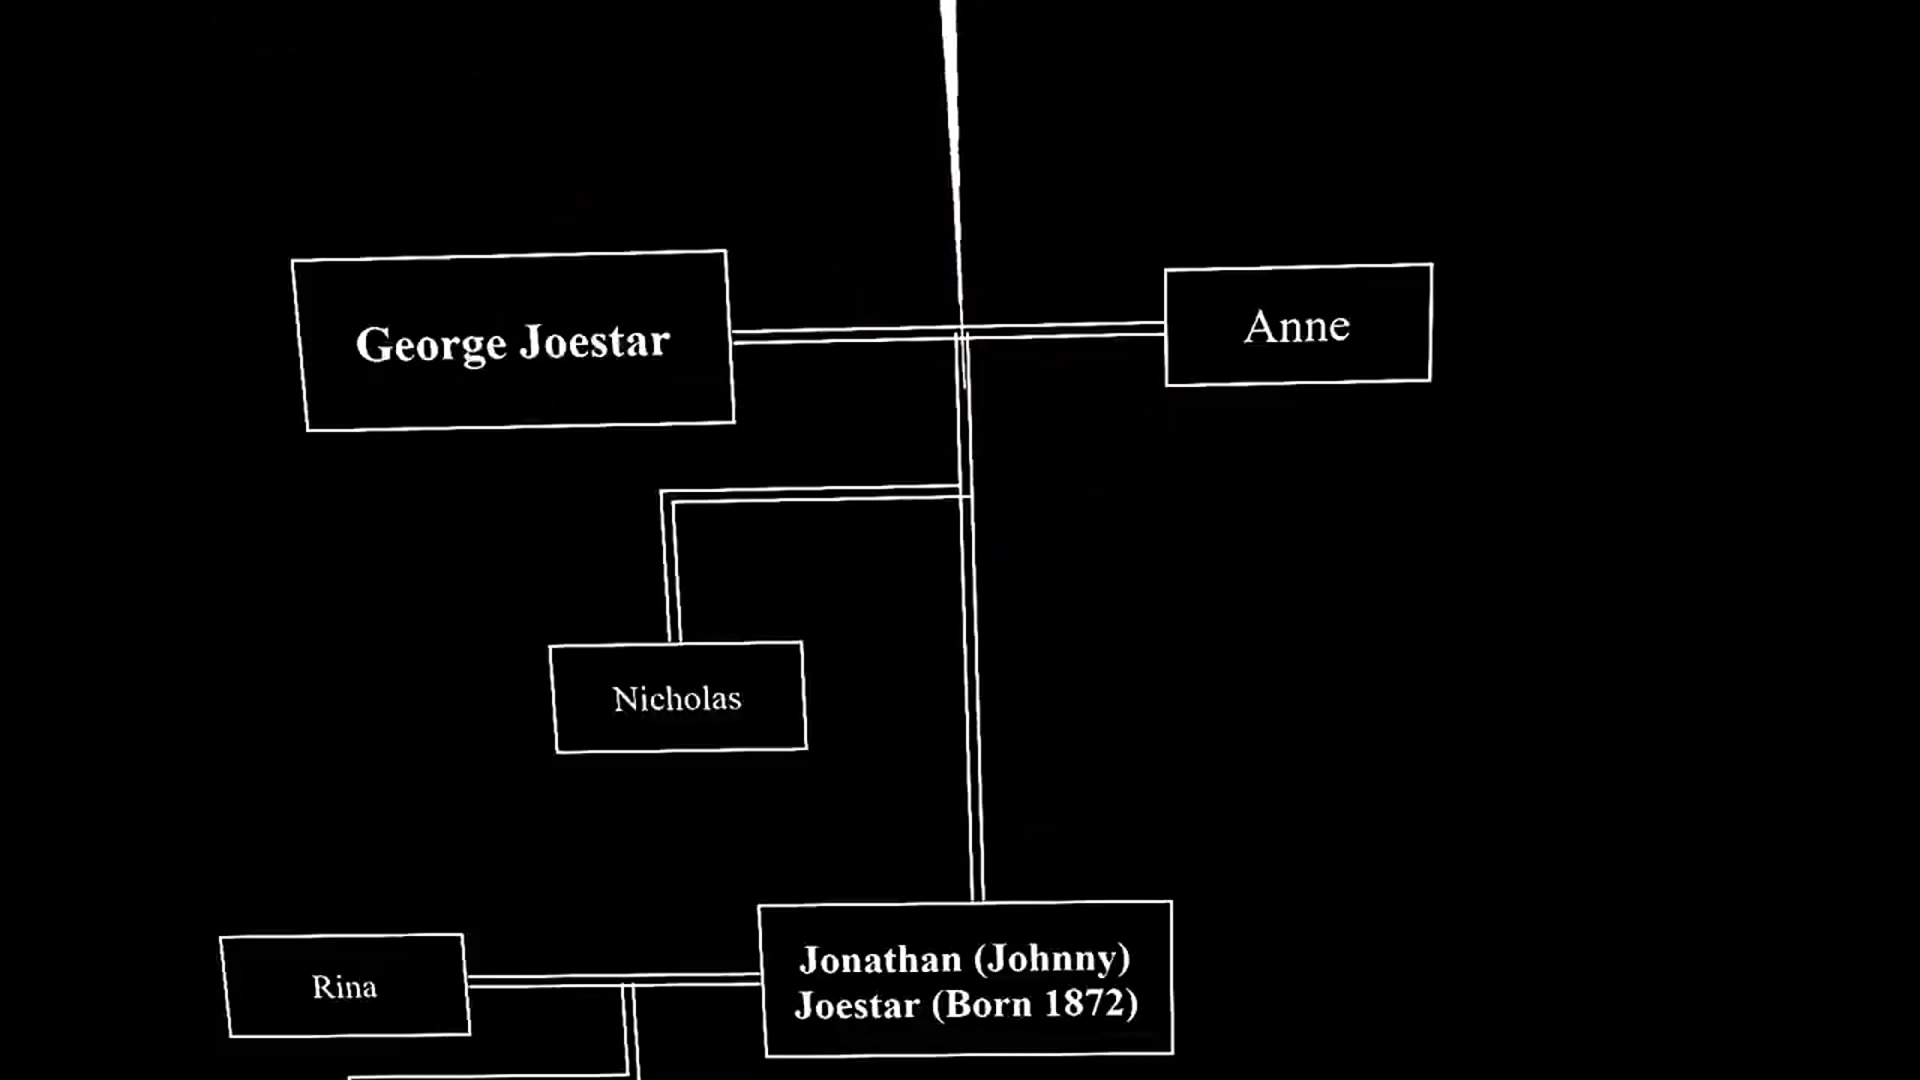 George Joestar
Anne
Nicholas
Rina
Jonathan (Johnny)
Joestar (Born 1872)